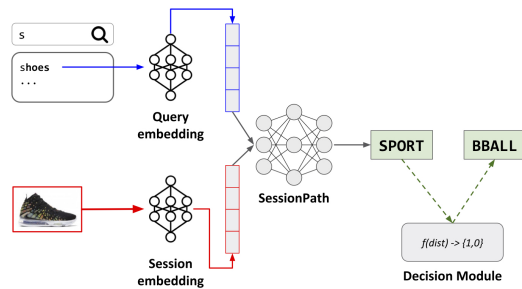 s
shoes
...
Query
embedding
SessionPath
SPORT
BBALL
Session
embedding
f(dist) -> {1,0}
Decision Module